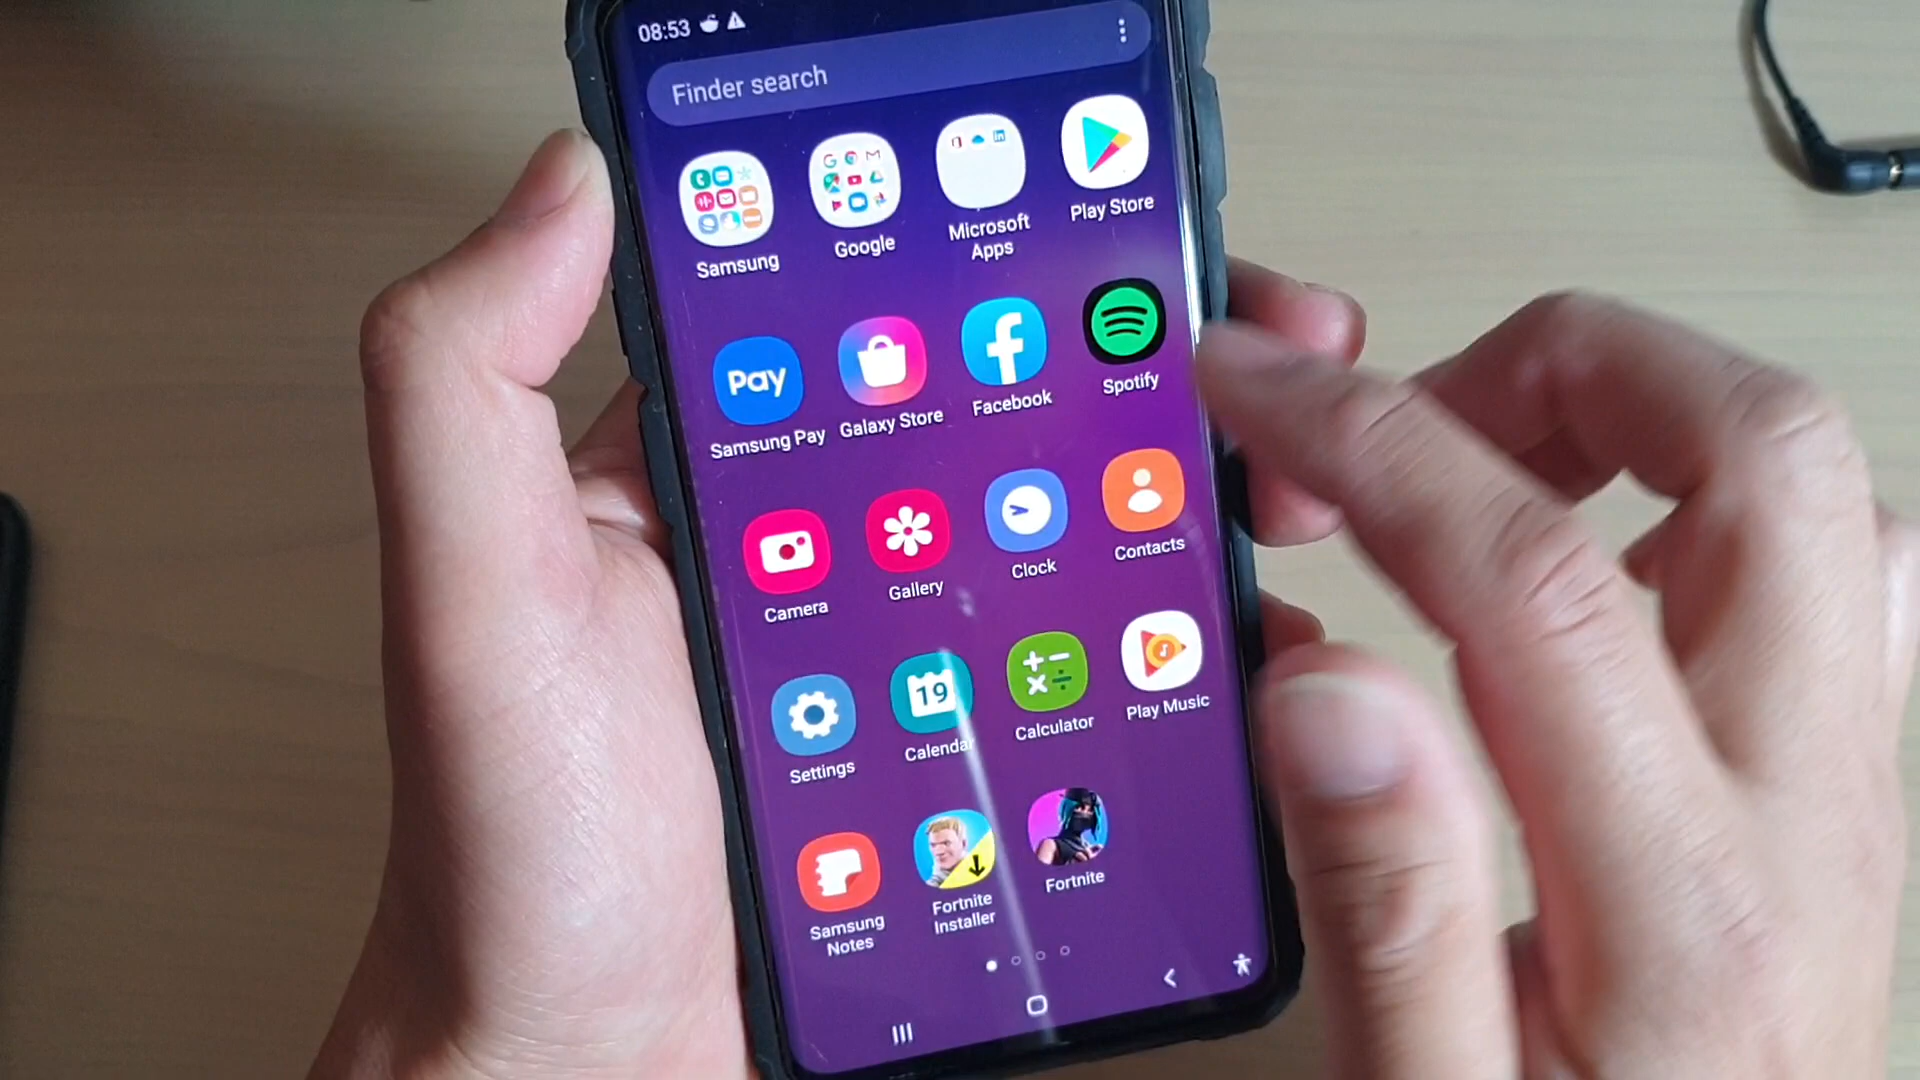 08:53
Finder search
Samsung
Google
Microsoft
Apps
Play Store
Pay
Samsung Pay
Galaxy Store
Facebook
Spotify
Camera
Gallery
Clock
Contacts
Settings
19
Calendar
Calculator
Play Music
Samsung
Notes
Fortnite
Installer
Fortnite